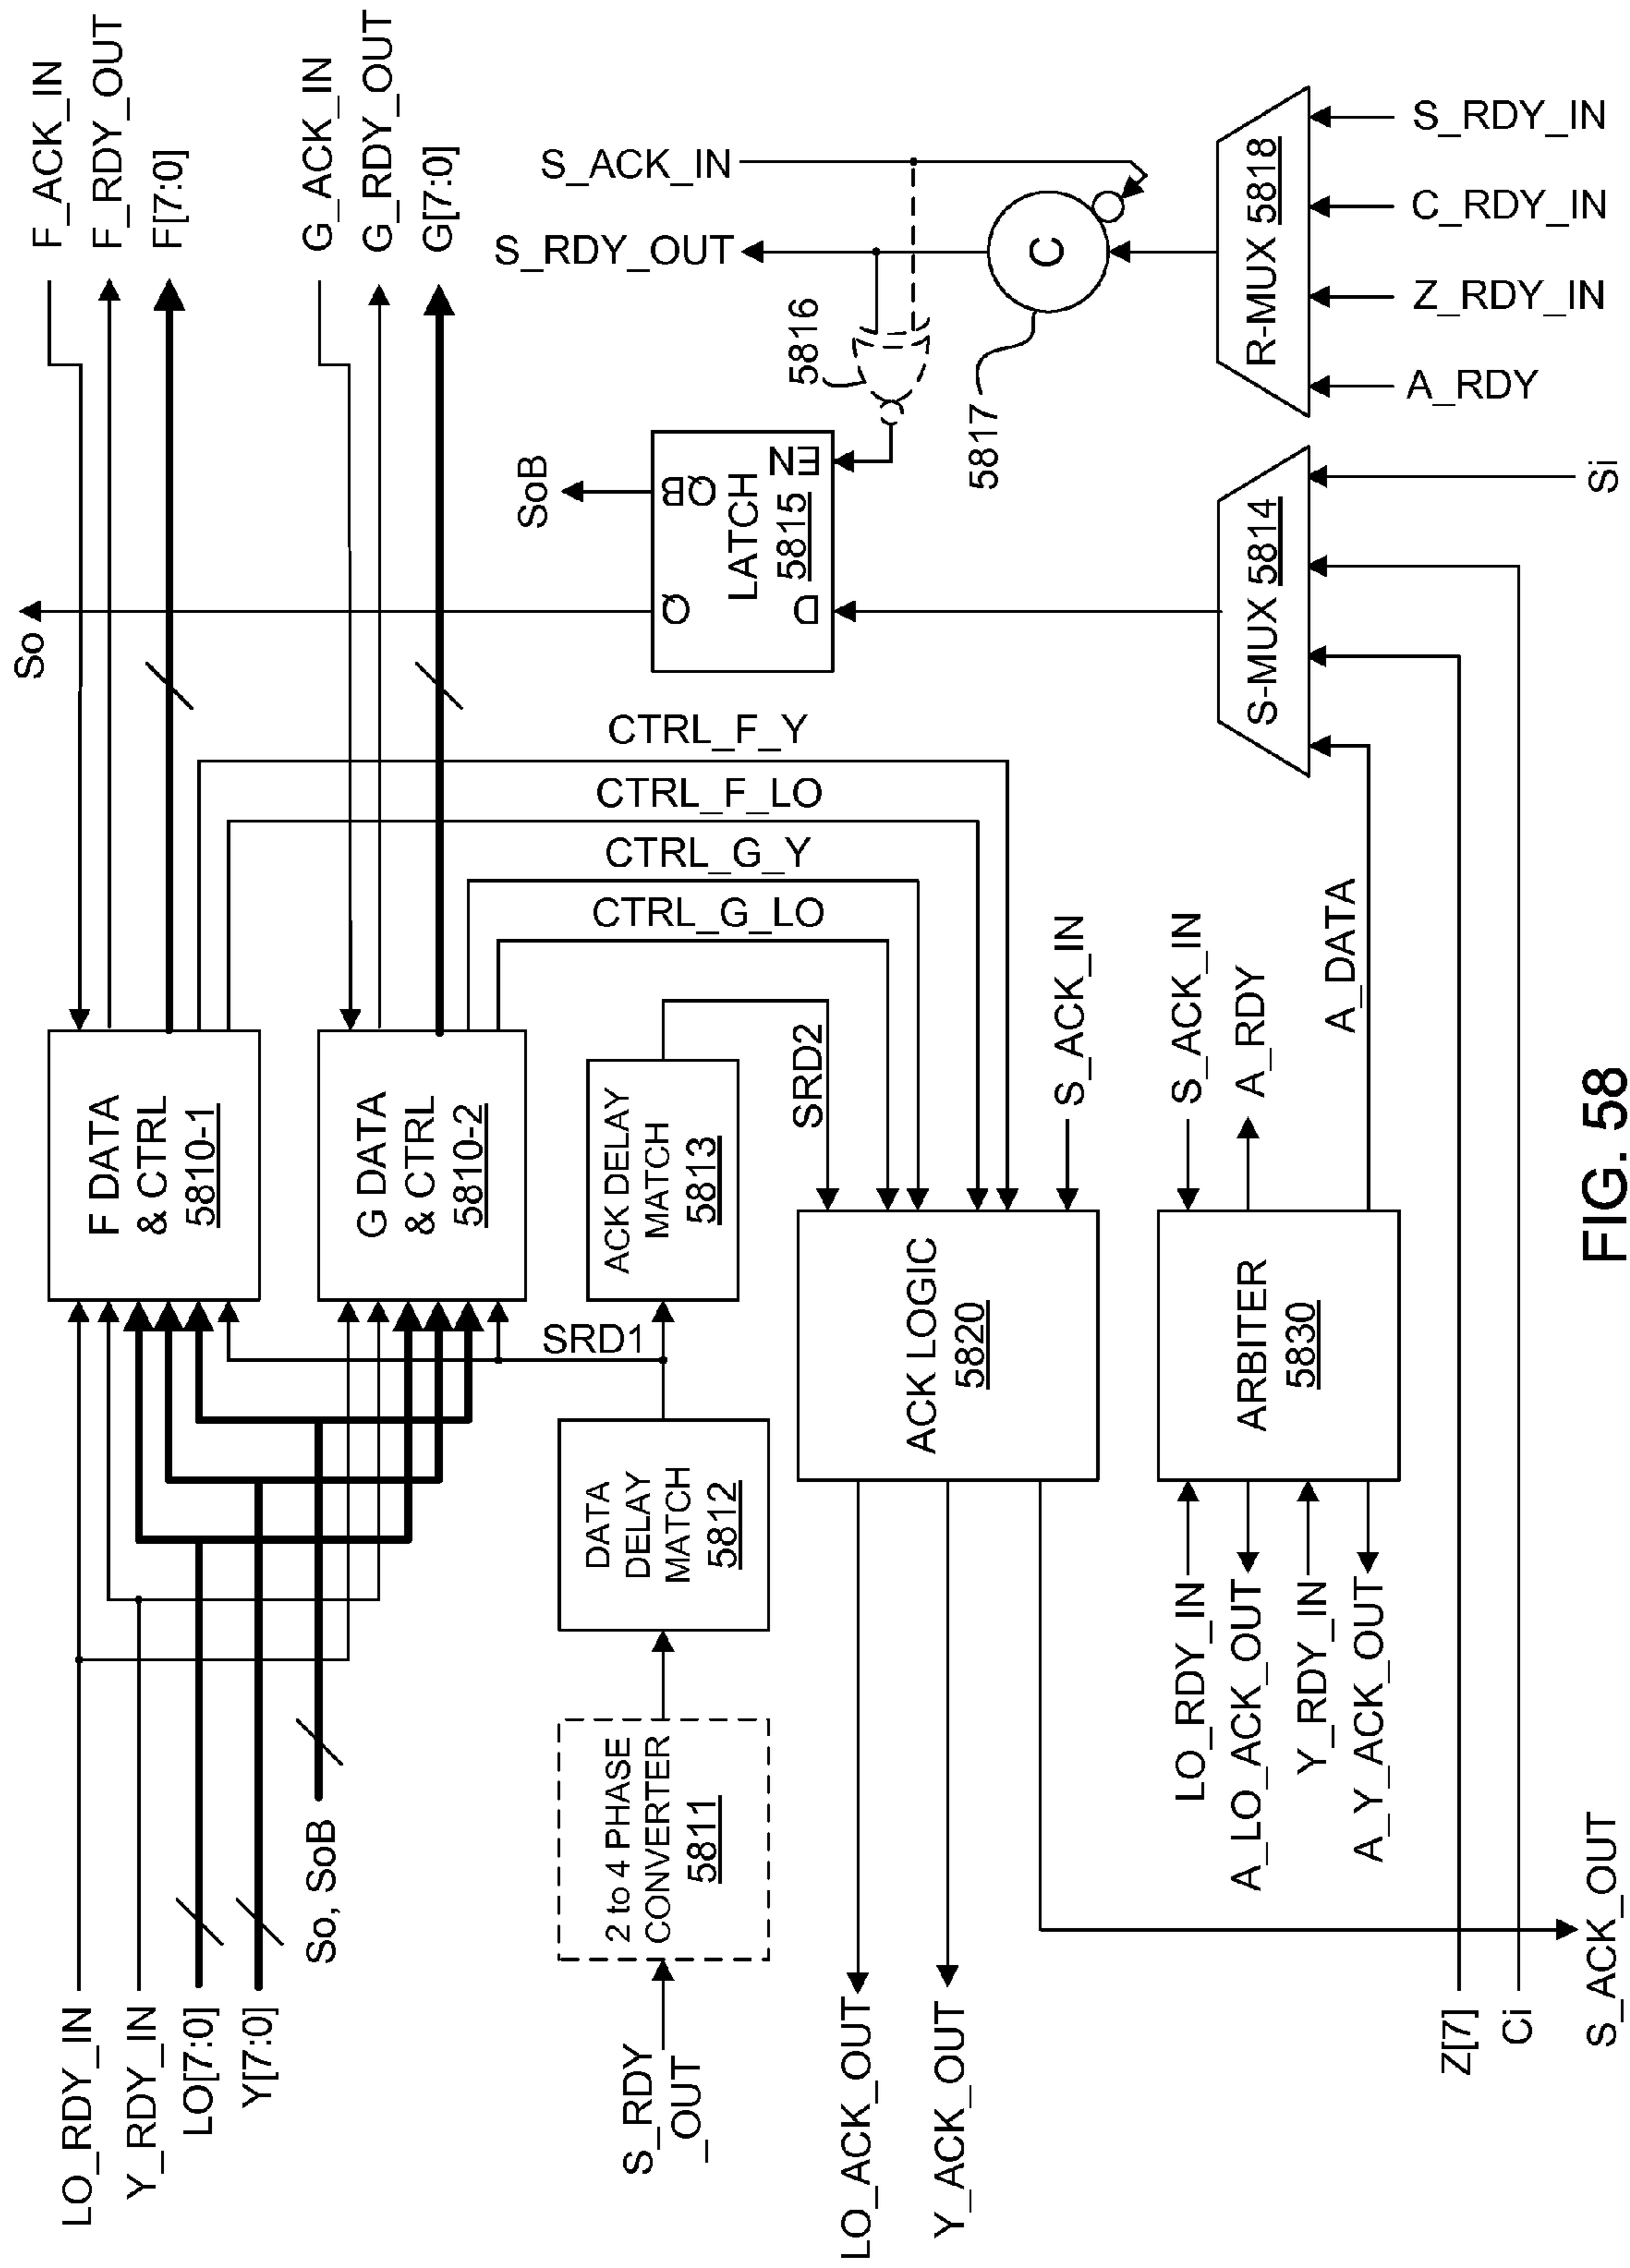 LO_RDY_IN
Y_RDY_IN
LO[7:0]
Y[7:0]
So, SoB
F DATA
& CTRL
5810-1
F_ACK_IN
F_RDY_OUT
F[7:0]
G DATA
& CTRL
5810-2
G_ACK_IN
G_RDY_OUT
G[7:0]
So
S_RDY
_OUT
2 to 4 PHASE
CONVERTER
5811
DATA
DELAY
MATCH
5812
SRD1
ACK DELAY
MATCH
5813
SRD2
CTRL_F_Y
CTRL_F_LO
CTRL_G_Y
CTRL_G_LO
SoB
Q
QB
LATCH
5815
D
EN
5816
S_ACK_IN
S_RDY_OUT
C
5817
LO_ACK_OUT
Y_ACK_OUT
ACK LOGIC
5820
S_ACK_IN
LO_RDY_IN
A_LO_ACK_OUT
Y_RDY_IN
A_Y_ACK_OUT
ARBITER
5830
S_ACK_IN
A_RDY
A_DATA
S-MUX 5814
R-MUX 5818
A_RDY
Z_RDY_IN
C_RDY_IN
S_RDY_IN
Z[7]
Ci
S_ACK_OUT
Si
FIG. 58